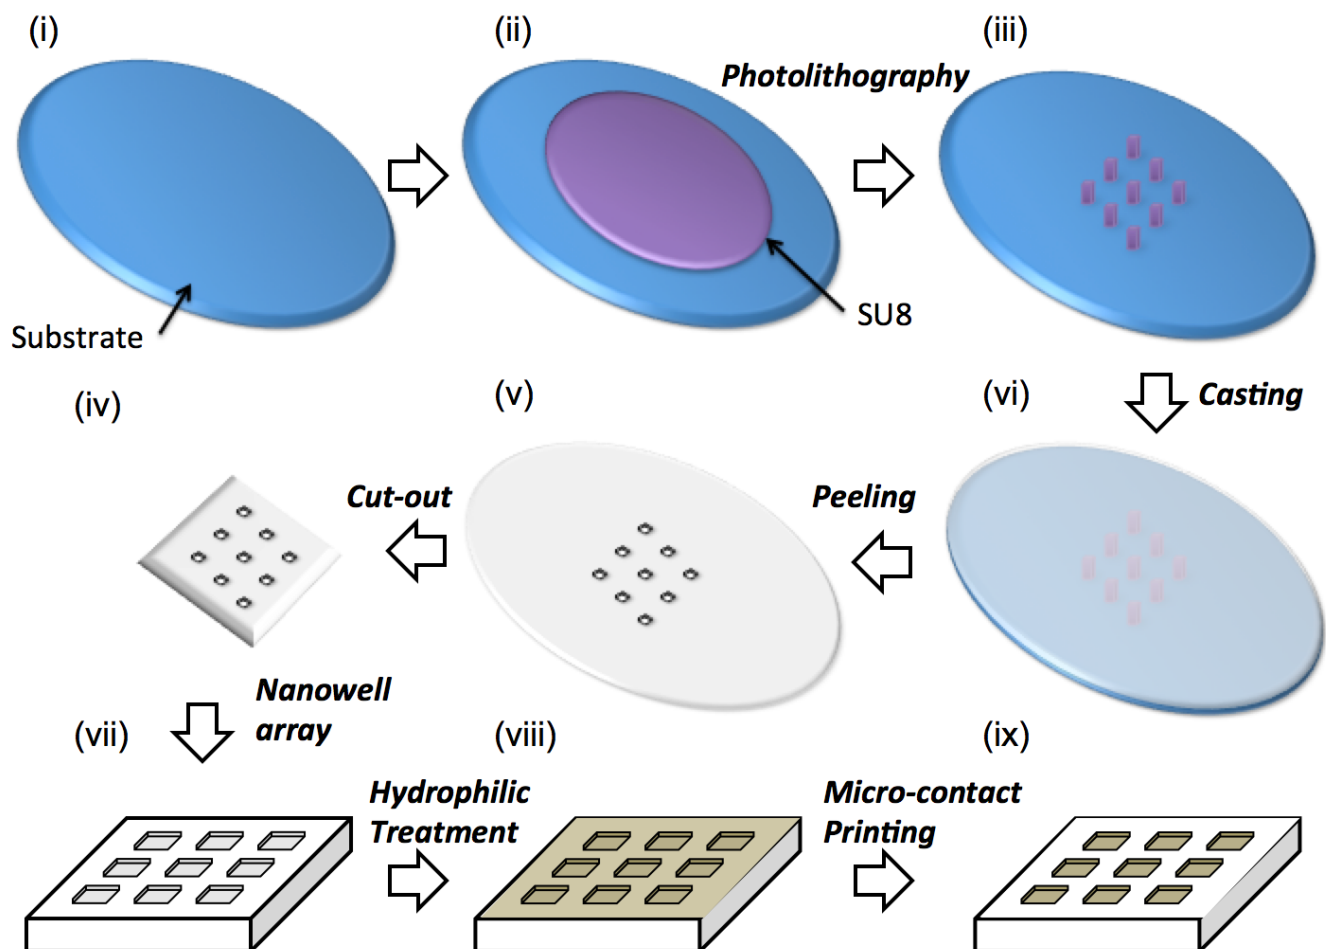 (i)
(ii)
(iii)
Photolithography
Substrate
SU8
(iv)
(v)
(vi)
Casting
Cut-out
Peeling
Nanowell
array
(vii)
(viii)
(ix)
Hydrophilic
Treatment
Micro-contact
Printing